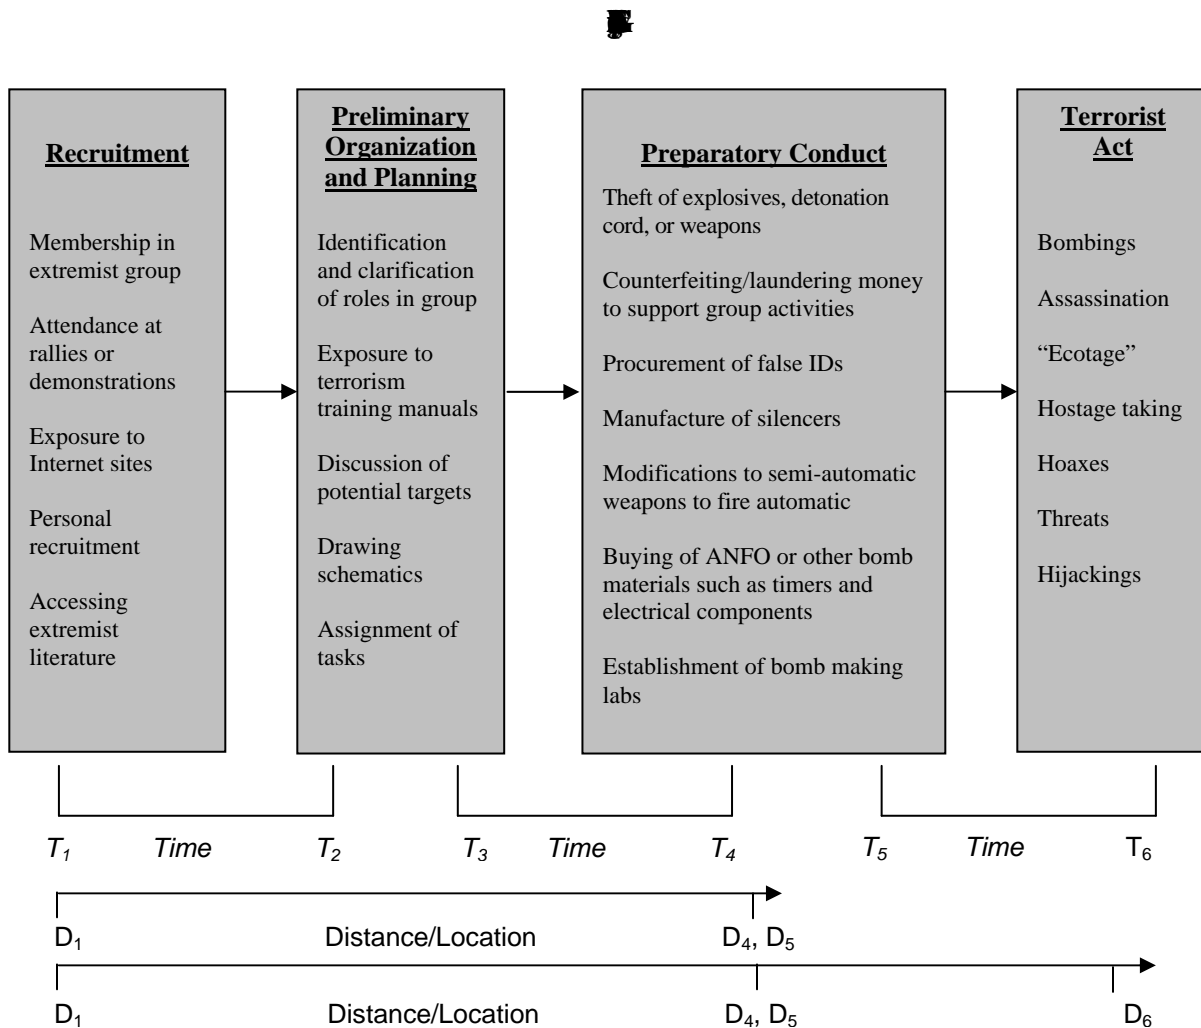 Recruitment
Membership in
extremist group
Attendance at
rallies or
demonstrations
Exposure to
Internet sites
Personal
recruitment
Accessing
extremist
literature
Preliminary
Organization
and Planning
Identification
and clarification
of roles in group
Exposure to
terrorism
training manuals
Discussion of
potential targets
Drawing
schematics
Assignment of
tasks
Preparatory Conduct
Theft of explosives, detonation
cord, or weapons
Counterfeiting/laundering money
to support group activities
Procurement of false IDs
Manufacture of silencers
Modifications to semi-automatic
weapons to fire automatic
Buying of ANFO or other bomb
materials such as timers and
electrical components
Establishment of bomb making
labs
Terrorist
Act
Bombings
Assassination
“Ecotage”
Hostage taking
Hoaxes
Threats
Hijackings
T1 Time T2 T3 Time T4 T5 Time T6
D1 Distance/Location D4, D5
D1 Distance/Location D4, D5 D6